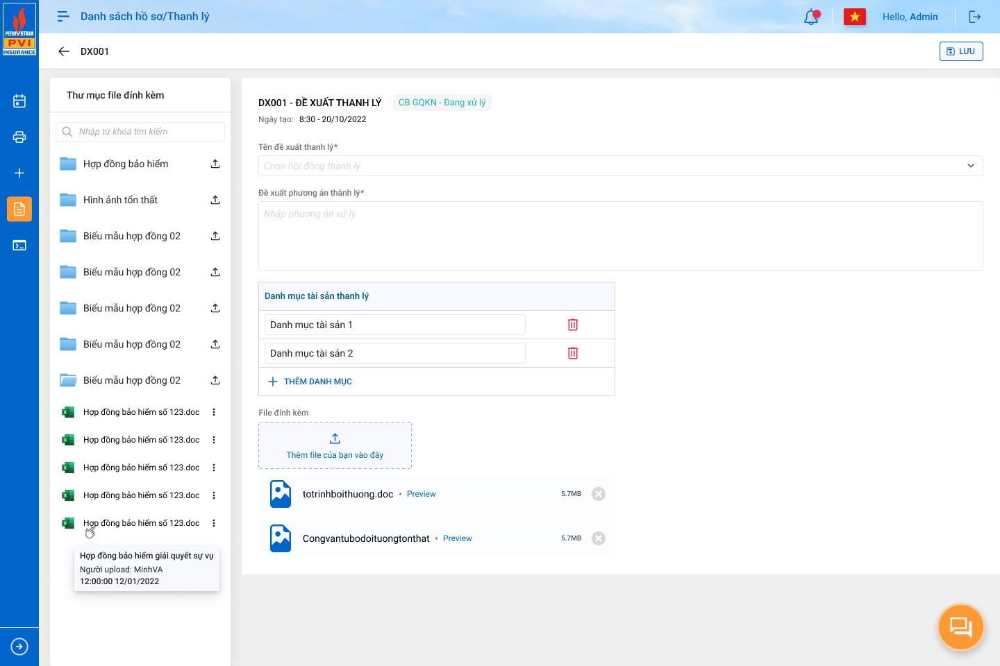 PETROVIETNAM
PVI
INSURANCE
Danh sách hồ sơ/Thanh lý
Hello, Admin
DX001
LƯU
Thư mục file đính kèm
Nhập từ khoá tìm kiếm
Hợp đồng bảo hiểm
Hình ảnh tổn thất
Biểu mẫu hợp đồng 02
Biểu mẫu hợp đồng 02
Biểu mẫu hợp đồng 02
Biểu mẫu hợp đồng 02
Biểu mẫu hợp đồng 02
Hợp đồng bảo hiểm số 123.doc
Hợp đồng bảo hiểm số 123.doc
Hợp đồng bảo hiểm số 123.doc
Hợp đồng bảo hiểm số 123.doc
Hợp đồng bảo hiểm số 123.doc
Hợp đồng bảo hiểm giải quyết sự vụ
Người upload: MinhVA
12:00:00 12/01/2022
DX001 - ĐỀ XUẤT THANH LÝ
CB GQKN - Đang xử lý
Ngày tạo: 8:30 - 20/10/2022
Tên đề xuất thanh lý*
Chọn hội đồng thanh lý
Đề xuất phương án thành lý*
Nhập phương án xử lý
Danh mục tài sản thanh lý
Danh mục tài sản 1
Danh mục tài sản 2
THÊM DANH MỤC
File đính kèm
Thêm file của bạn vào đây
totrinhboithuong.doc • Preview 5.7MB
Congvantubodoituongtonthat • Preview 5.7MB